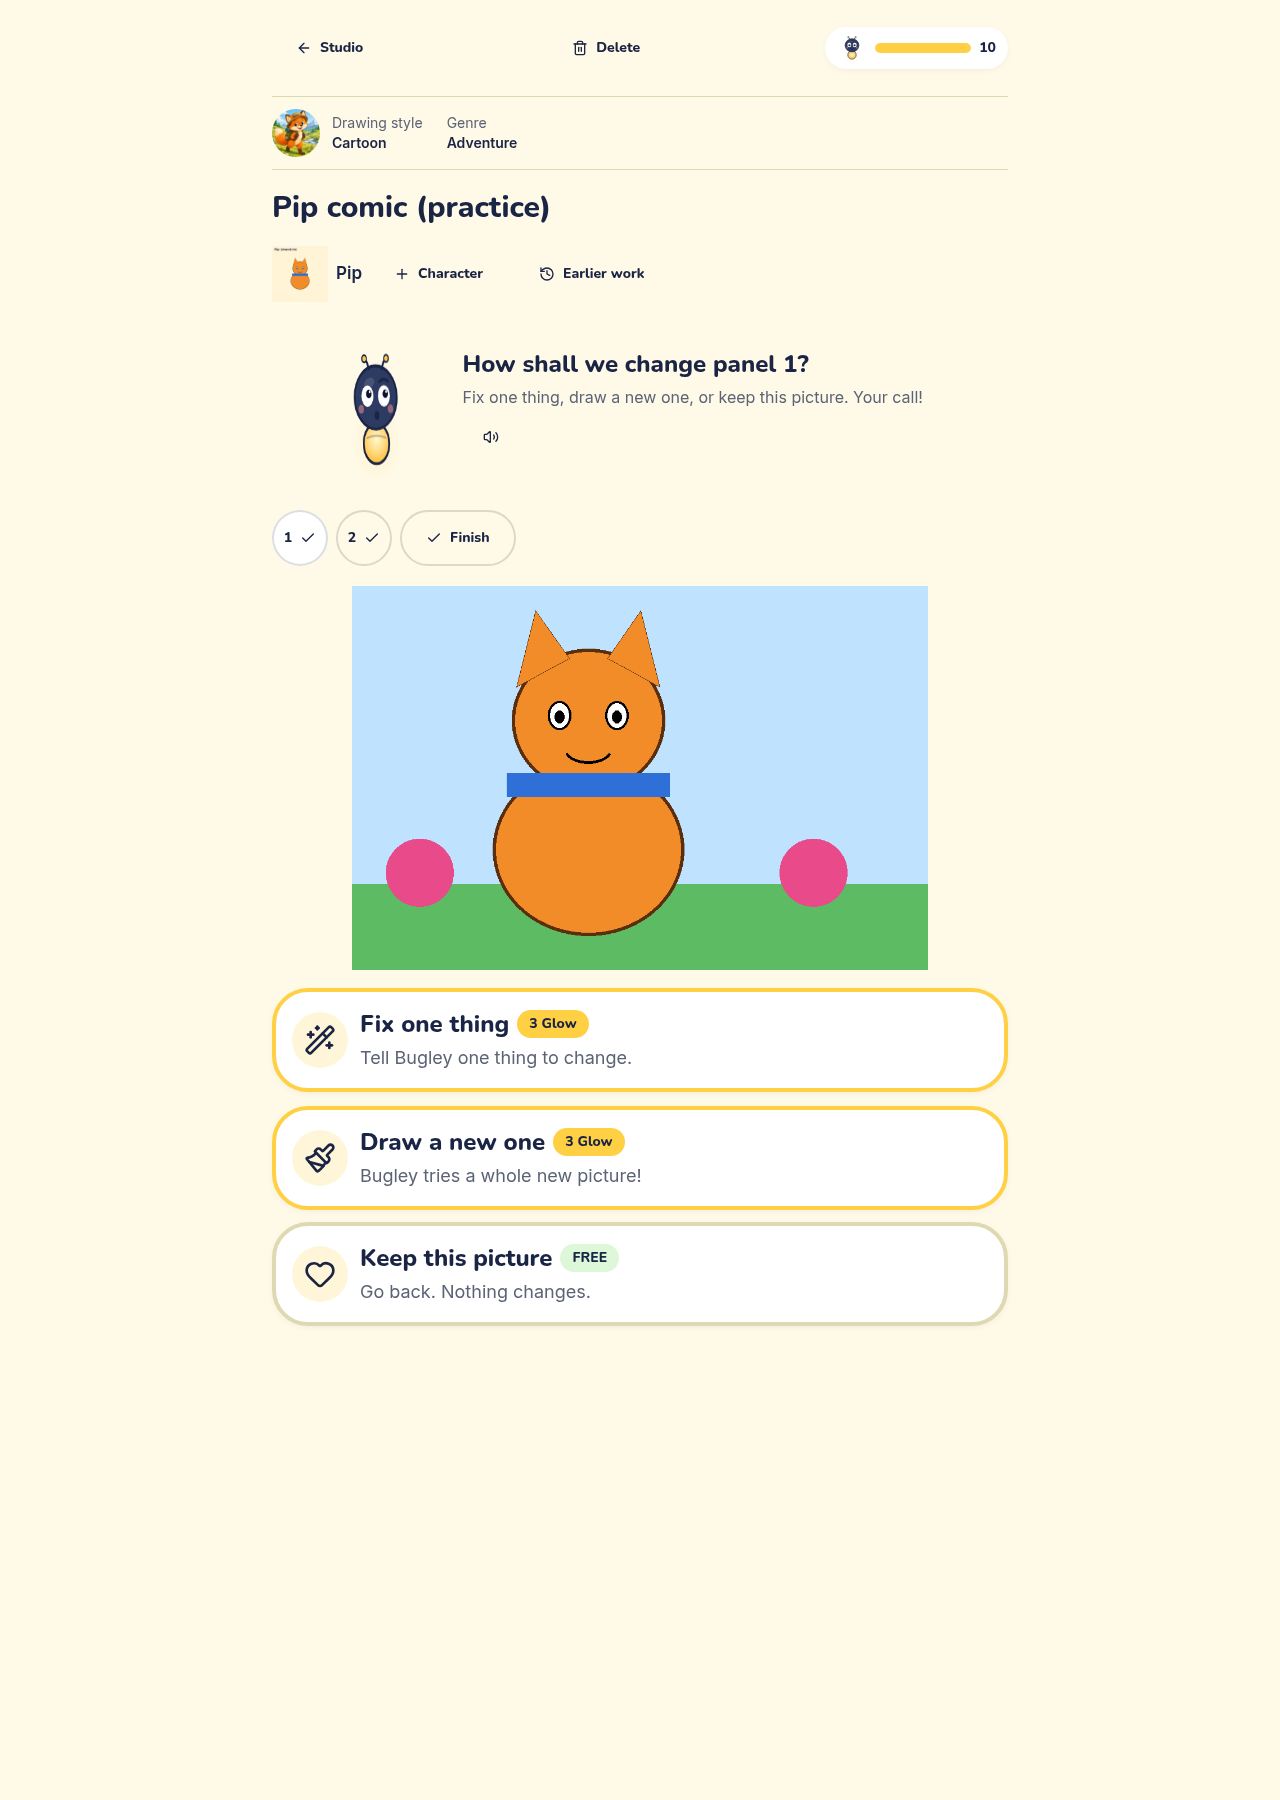 Studio
Delete
10
Drawing style
Genre
Cartoon
Adventure
Pip comic (practice)
Pip
Character
Earlier work
How shall we change panel 1?
Fix one thing, draw a new one, or keep this picture. Your call!
1
2
Finish
Fix one thing
3 Glow
Tell Bugley one thing to change.
Draw a new one
3 Glow
Bugley tries a whole new picture!
Keep this picture
FREE
Go back. Nothing changes.